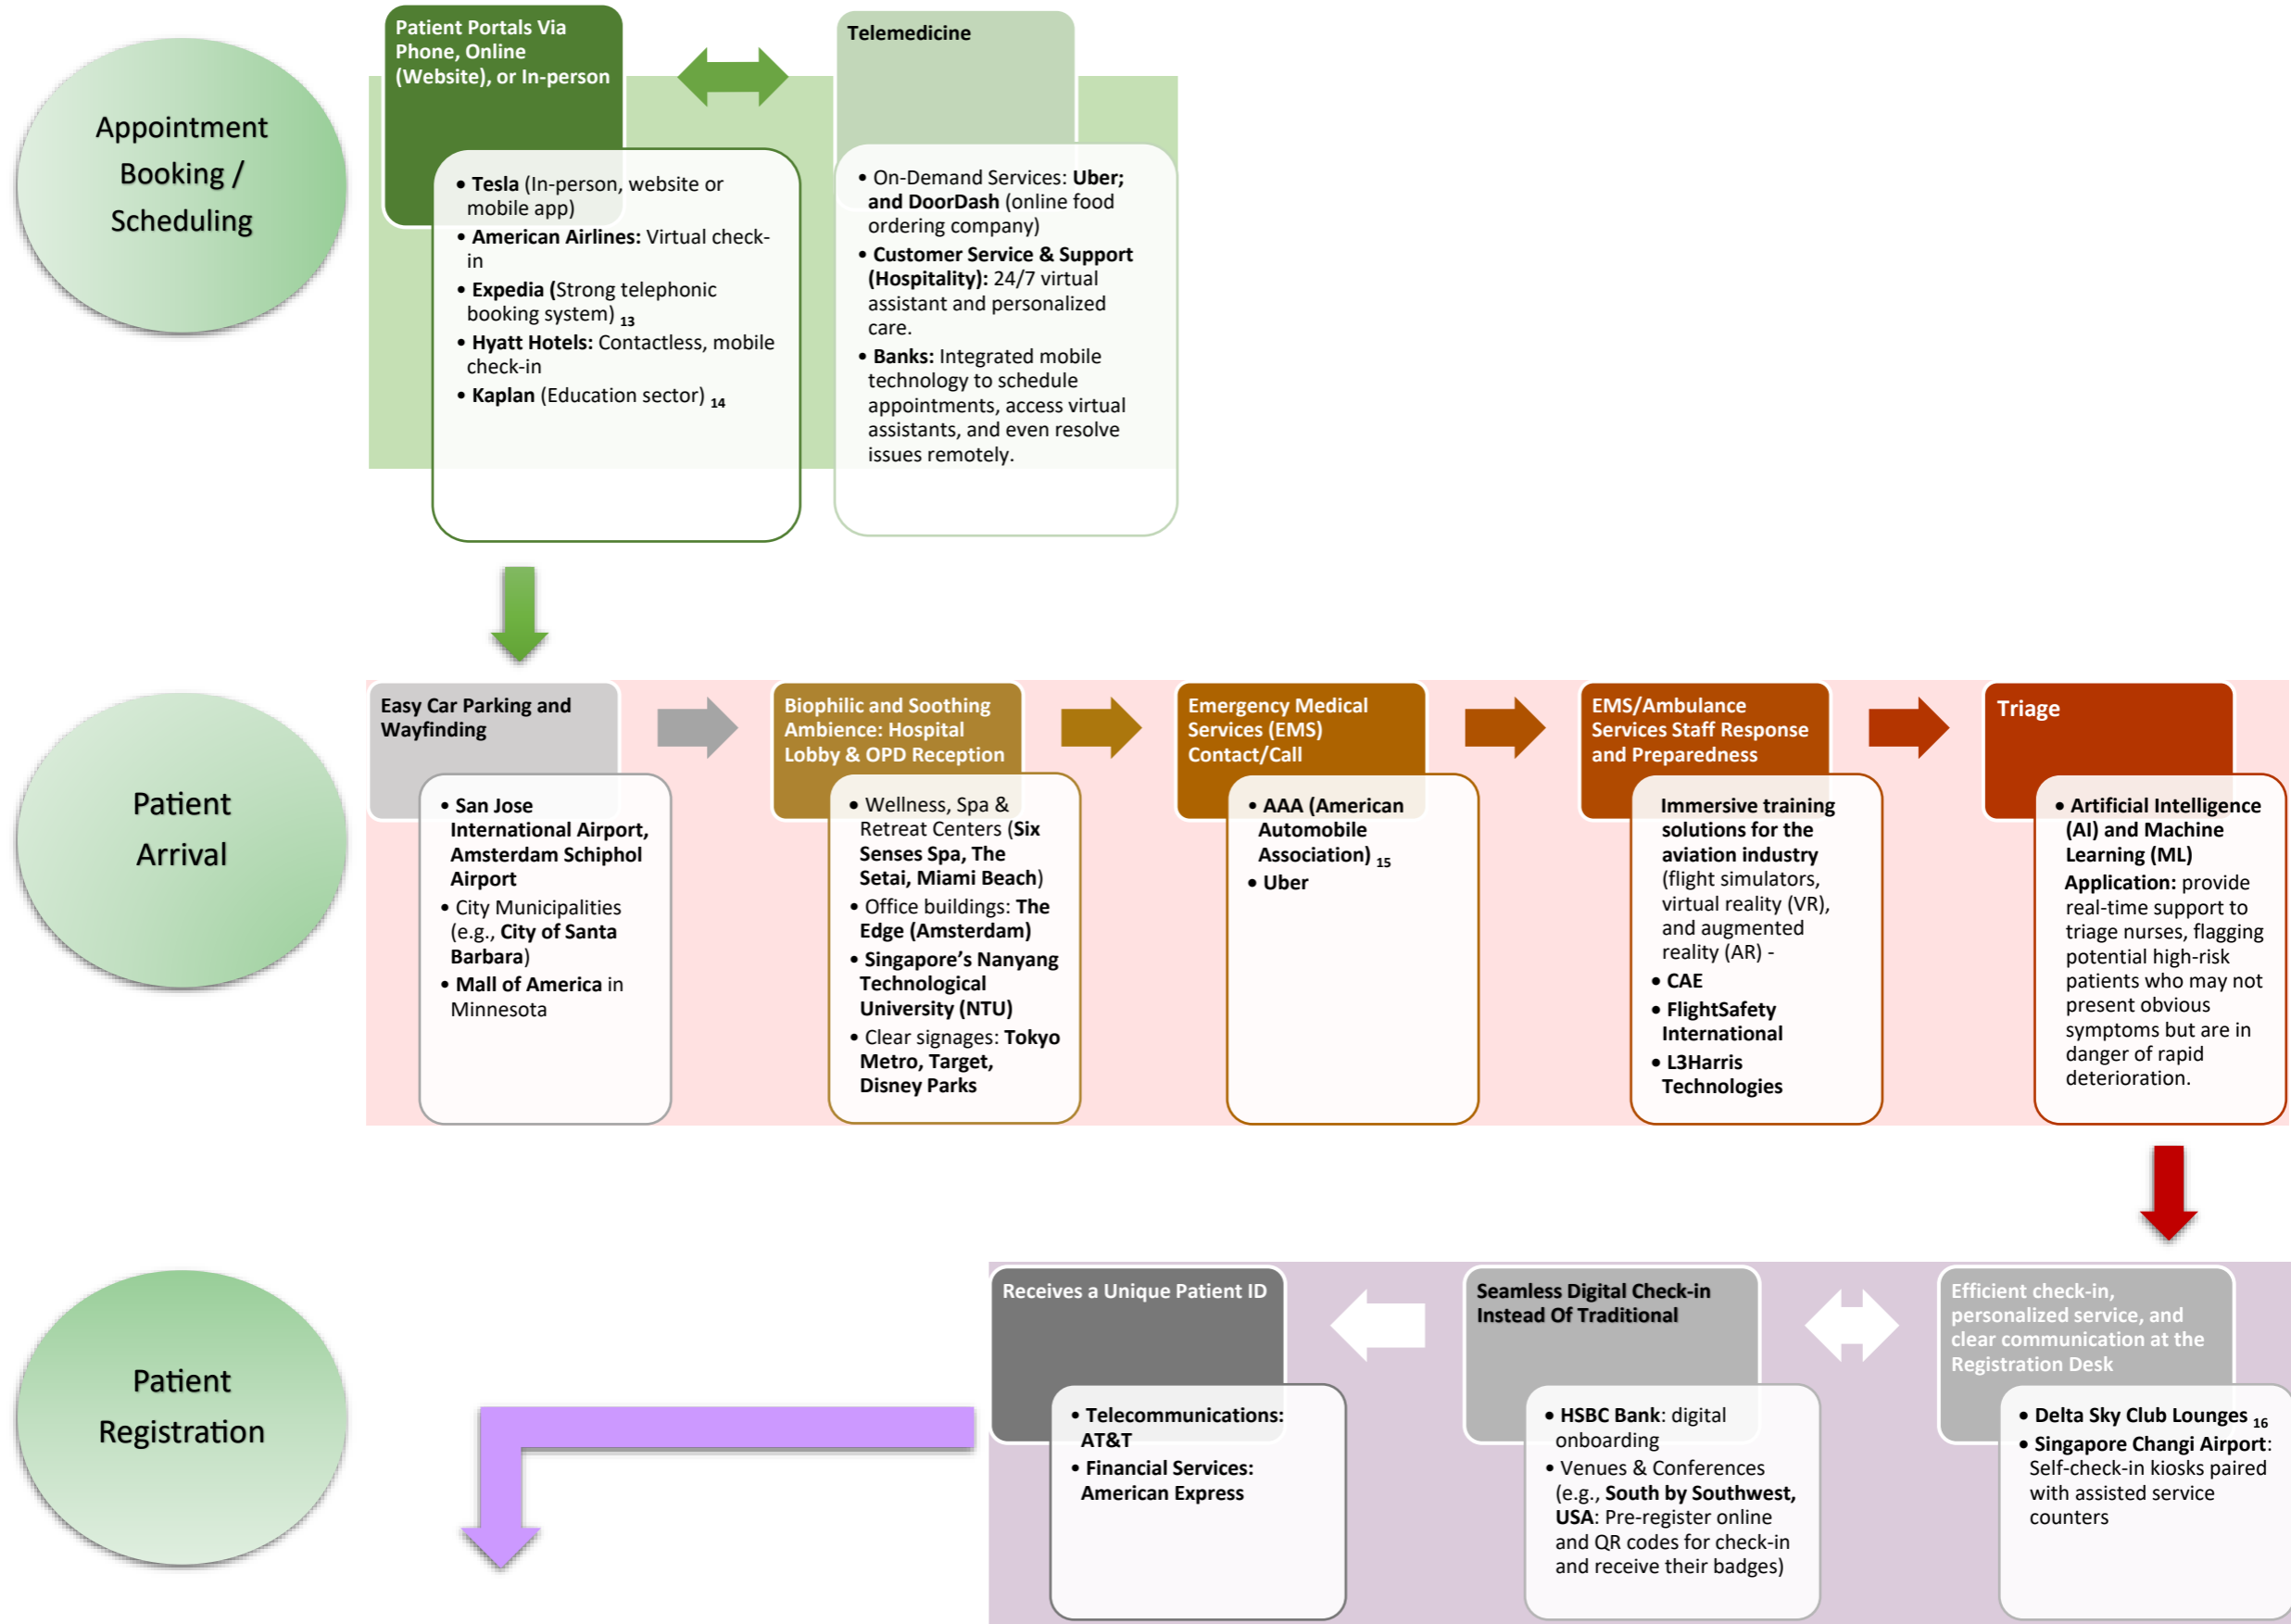 Appointment
Booking /
Scheduling
Patient Portals Via
Phone, Online
(Website), or In-person
• Tesla (In-person, website or
mobile app)
• American Airlines: Virtual check-
in
• Expedia (Strong telephonic
booking system) 13
• Hyatt Hotels: Contactless, mobile
check-in
• Kaplan (Education sector) 14
Telemedicine
• On-Demand Services: Uber;
and DoorDash (online food
ordering company)
• Customer Service & Support
(Hospitality): 24/7 virtual
assistant and personalized
care.
• Banks: Integrated mobile
technology to schedule
appointments, access virtual
assistants, and even resolve
issues remotely.
Patient
Arrival
Easy Car Parking and
Wayfinding
• San Jose
International Airport,
Amsterdam Schiphol
Airport
• City Municipalities
(e.g., City of Santa
Barbara)
• Mall of America in
Minnesota
Biophilic and Soothing
Ambience: Hospital
Lobby & OPD Reception
• Wellness, Spa &
Retreat Centers (Six
Senses Spa, The
Setai, Miami Beach)
• Office buildings: The
Edge (Amsterdam)
• Singapore’s Nanyang
Technological
University (NTU)
• Clear signages: Tokyo
Metro, Target,
Disney Parks
Emergency Medical
Services (EMS)
Contact/Call
• AAA (American
Automobile
Association) 15
• Uber
EMS/Ambulance
Services Staff Response
and Preparedness
Immersive training
solutions for the
aviation industry
(flight simulators,
virtual reality (VR),
and augmented
reality (AR) -
• CAE
• FlightSafety
International
• L3Harris
Technologies
Triage
• Artificial Intelligence
(AI) and Machine
Learning (ML)
Application: provide
real-time support to
triage nurses, flagging
potential high-risk
patients who may not
present obvious
symptoms but are in
danger of rapid
deterioration.
Patient
Registration
Receives a Unique Patient ID
• Telecommunications:
AT&T
• Financial Services:
American Express
Seamless Digital Check-in
Instead Of Traditional
• HSBC Bank: digital
onboarding
• Venues & Conferences
(e.g., South by Southwest,
USA: Pre-register online
and QR codes for check-in
and receive their badges)
Efficient check-in,
personalized service, and
clear communication at the
Registration Desk
• Delta Sky Club Lounges 16
• Singapore Changi Airport:
Self-check-in kiosks paired
with assisted service
counters